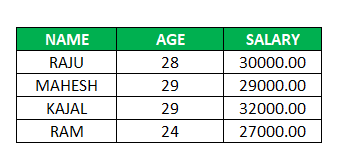 NAME AGE SALARY
RAJU 28 30000.00
MAHESH 29 29000.00
KAJAL 29 32000.00
RAM 24 27000.00